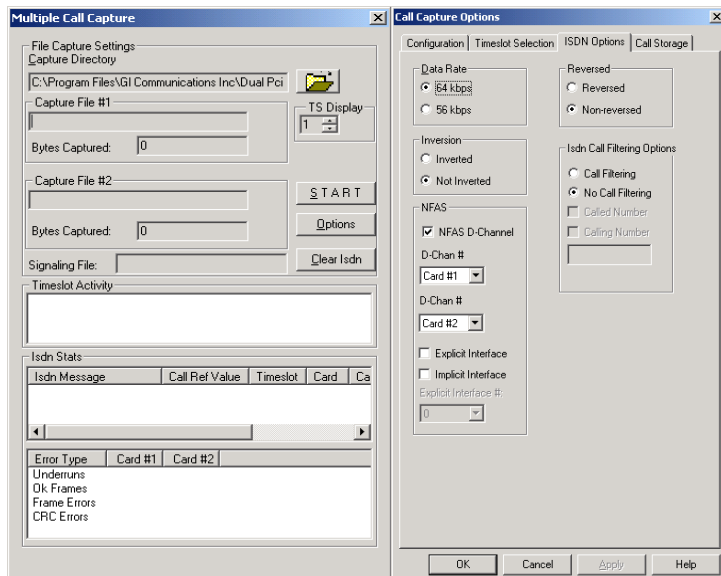 Multiple Call Capture
File Capture Settings
Capture Directory
C:\Program Files\Gl Communications Inc\Dual Pci
Capture File #1
TS Display
1
Bytes Captured: 0
Capture File #2
START
Bytes Captured: 0
Options
Signaling File:
Clear Isdn
Timeslot Activity
Isdn Stats
Isdn Message Call Ref Value Timeslot Card Ca
Error Type Card #1 Card #2
Underruns
Ok Frames
Frame Errors
CRC Errors
Call Capture Options
Configuration Timeslot Selection ISDN Options Call Storage
Data Rate
64 kbps
56 kbps
Reversed
Reversed
Non-reversed
Inversion
Inverted
Not Inverted
Isdn Call Filtering Options
Call Filtering
No Call Filtering
Called Number
Calling Number
NFAS
NFAS D-Channel
D-Chan #
Card #1
D-Chan #
Card #2
Explicit Interface
Implicit Interface
Explicit Interface #:
0
OK Cancel Apply Help